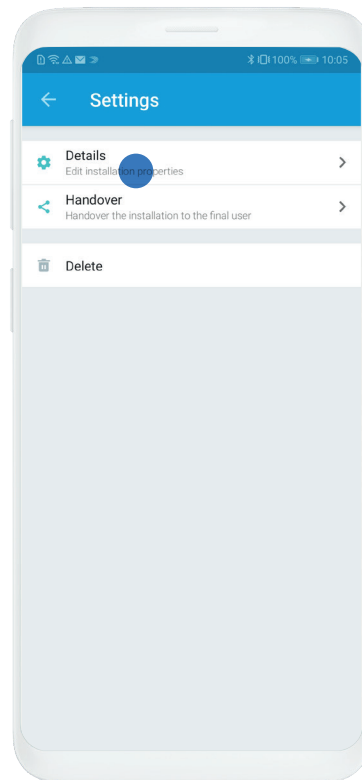 100% 10:05
Settings
Details
Edit installation properties
Handover
Handover the installation to the final user
Delete